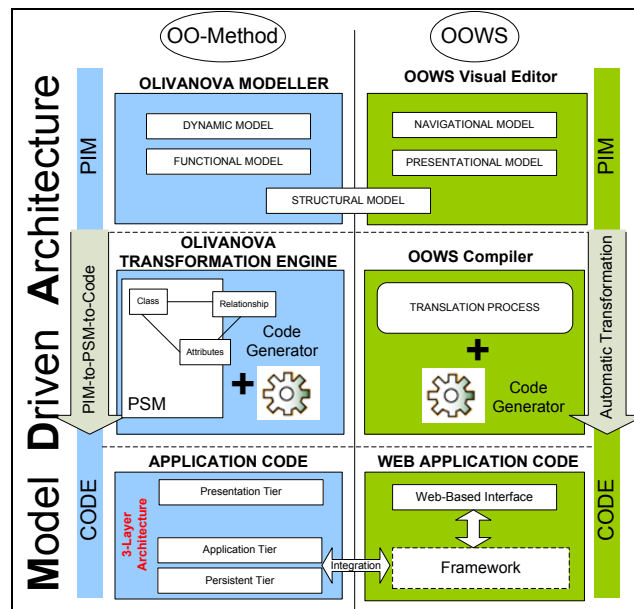 OO-Method
OOWS
Model Driven Architecture
PIM
OLIVANOVA MODELLER
DYNAMIC MODEL
FUNCTIONAL MODEL
OOWS Visual Editor
NAVIGATIONAL MODEL
PRESENTATIONAL MODEL
PIM
STRUCTURAL MODEL
PIM-to-PSM-to-Code
OLIVANOVA
TRANSFORMATION ENGINE
Class
Relationship
Attributes
PSM
+
Code
Generator
OOWS Compiler
TRANSLATION PROCESS
+
Code
Generator
Automatic Transformation
CODE
APPLICATION CODE
3-Layer
Architecture
Presentation Tier
Application Tier
Persistent Tier
Integration
WEB APPLICATION CODE
Web-Based Interface
Framework
CODE